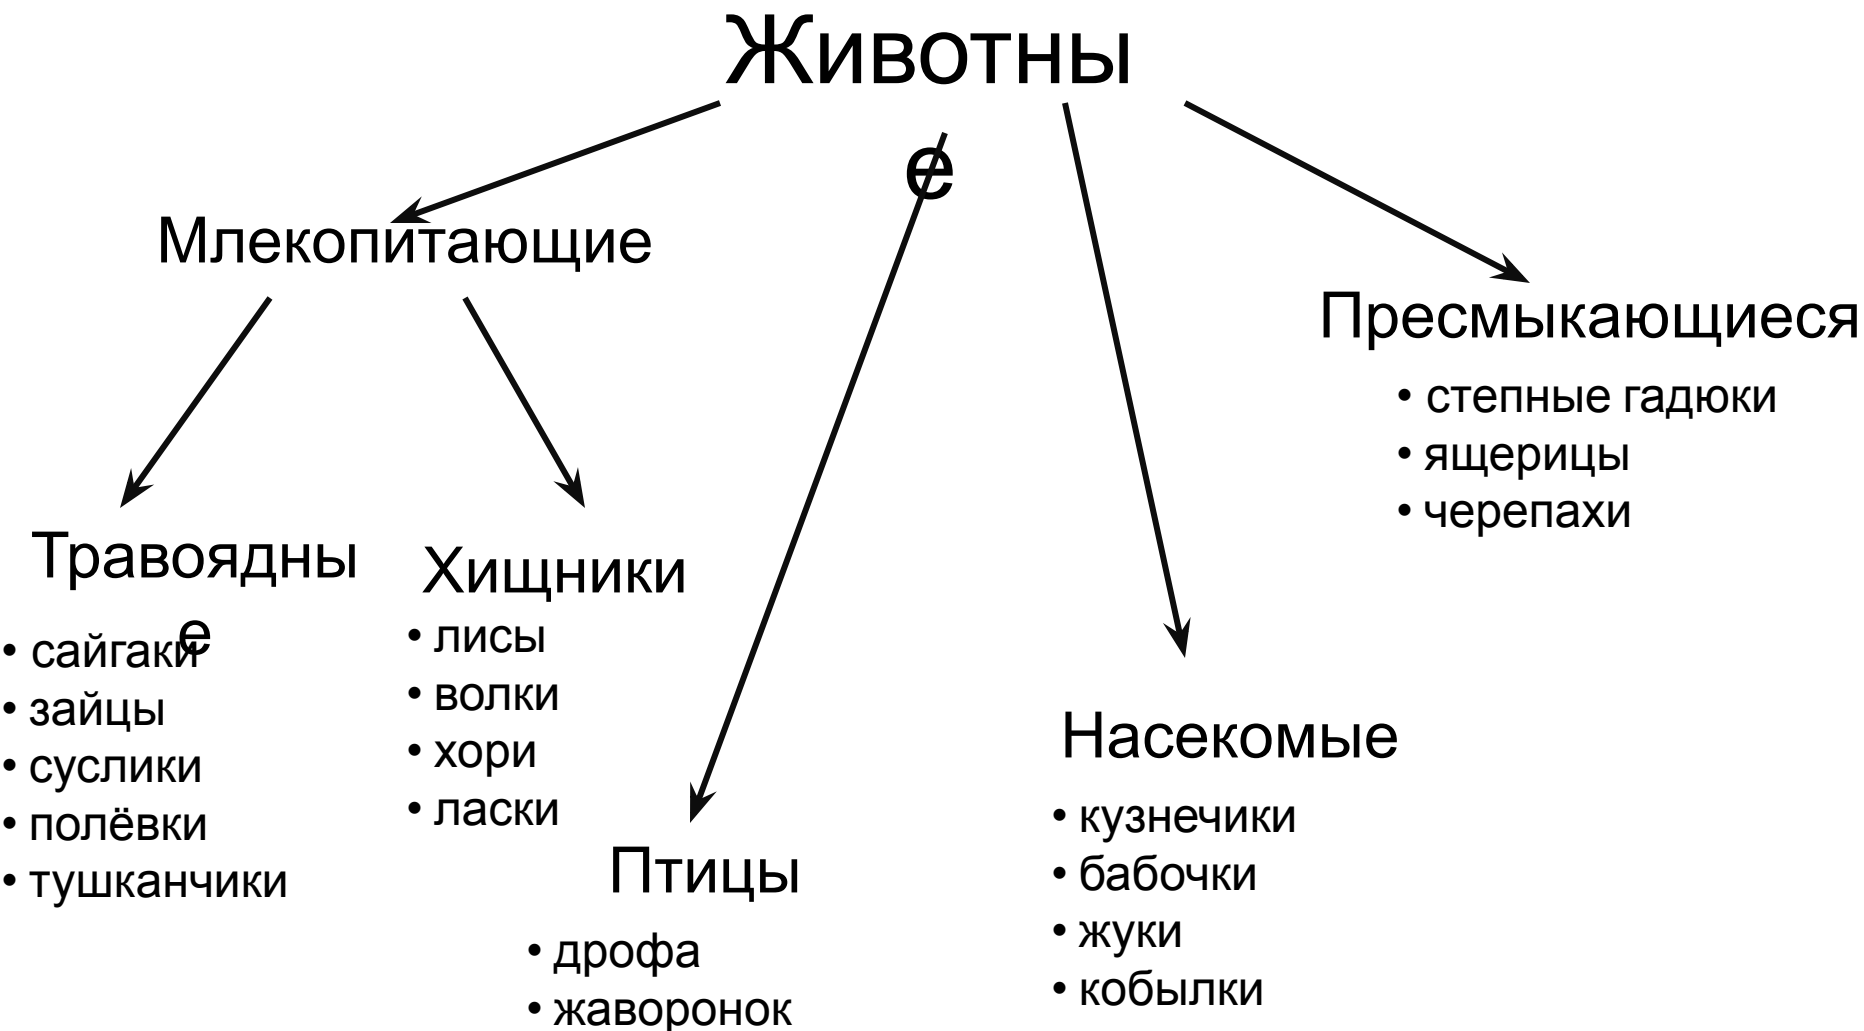 Животны
е
Млекопитающие
Травоядны
е
• сайгаки
• зайцы
• суслики
• полёвки
• тушканчики
Хищники
• лисы
• волки
• хори
• ласки
Птицы
• дрофа
• жаворонок
Насекомые
• кузнечики
• бабочки
• жуки
• кобылки
Пресмыкающиеся
• степные гадюки
• ящерицы
• черепахи